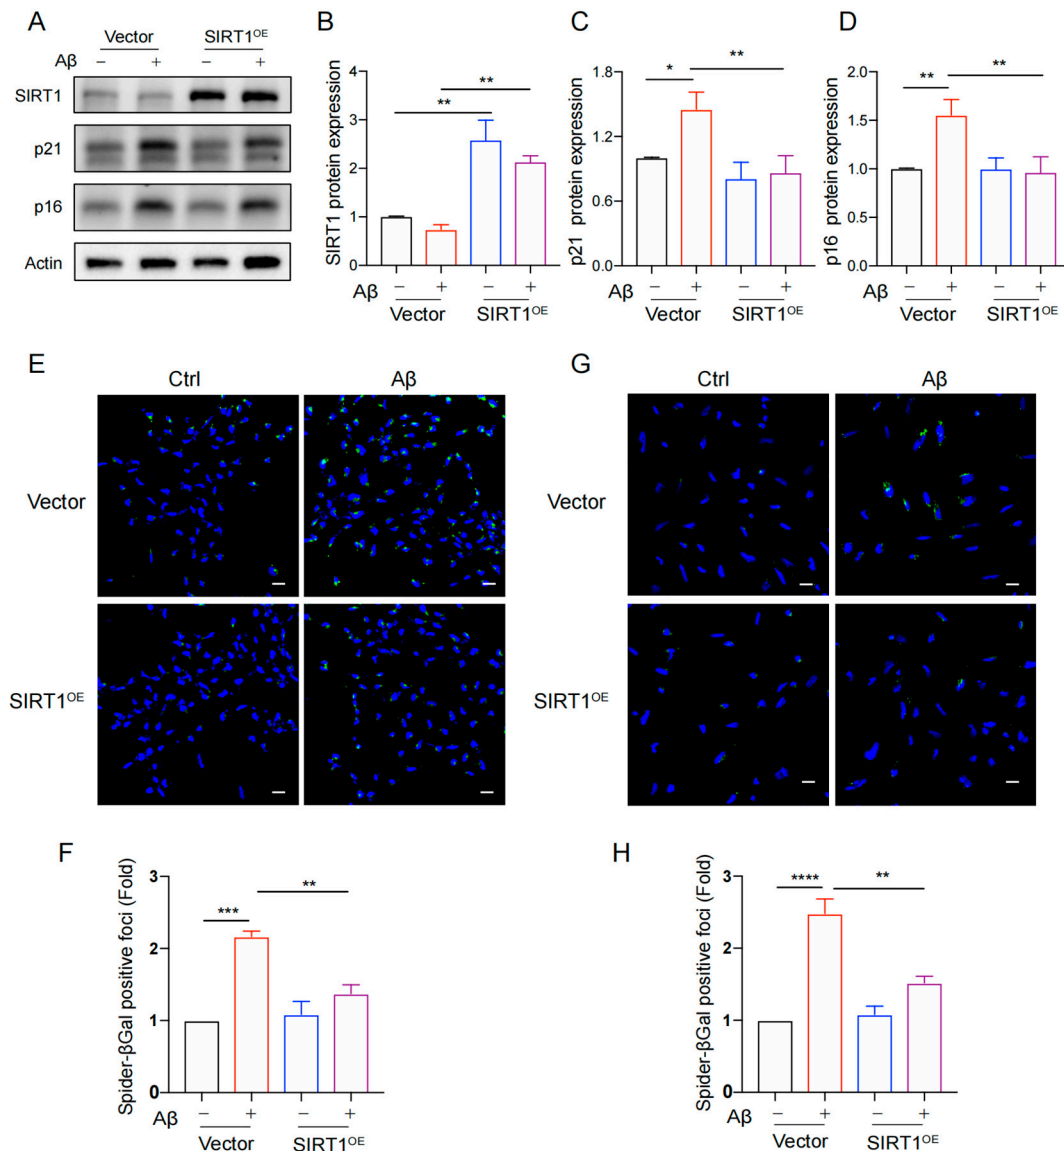 A
Vector SIRT1OE
Aβ − + − +
SIRT1
p21
p16
Actin
B
SIRT1 protein expression
4
3
2
1
0
**
**
Aβ − + − +
Vector SIRT1OE
C
p21 protein expression
1.8
1.2
0.6
0.0
*
**
Aβ − + − +
Vector SIRT1OE
D
p16 protein expression
2.0
1.5
1.0
0.5
0.0
**
**
Aβ − + − +
Vector SIRT1OE
E
Ctrl Aβ
Vector
SIRT1OE
G
Ctrl Aβ
Vector
SIRT1OE
F
Spider-βGal positive foci (Fold)
3
2
1
0
***
**
Aβ − + − +
Vector SIRT1OE
H
Spider-βGal positive foci (Fold)
3
2
1
0
****
**
Aβ − + − +
Vector SIRT1OE